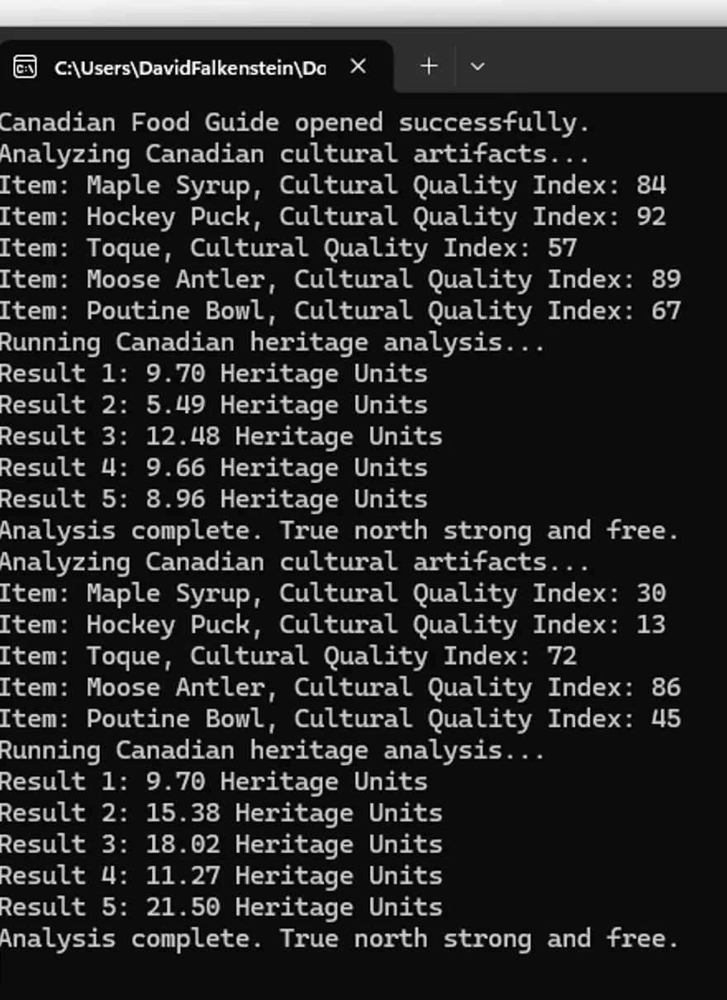 C:\Users\DavidFalkenstein\Do
Canadian Food Guide opened successfully.
Analyzing Canadian cultural artifacts...
Item: Maple Syrup, Cultural Quality Index: 84
Item: Hockey Puck, Cultural Quality Index: 92
Item: Toque, Cultural Quality Index: 57
Item: Moose Antler, Cultural Quality Index: 89
Item: Poutine Bowl, Cultural Quality Index: 67
Running Canadian heritage analysis...
Result 1: 9.70 Heritage Units
Result 2: 5.49 Heritage Units
Result 3: 12.48 Heritage Units
Result 4: 9.66 Heritage Units
Result 5: 8.96 Heritage Units
Analysis complete. True north strong and free.
Analyzing Canadian cultural artifacts...
Item: Maple Syrup, Cultural Quality Index: 30
Item: Hockey Puck, Cultural Quality Index: 13
Item: Toque, Cultural Quality Index: 72
Item: Moose Antler, Cultural Quality Index: 86
Item: Poutine Bowl, Cultural Quality Index: 45
Running Canadian heritage analysis...
Result 1: 9.70 Heritage Units
Result 2: 15.38 Heritage Units
Result 3: 18.02 Heritage Units
Result 4: 11.27 Heritage Units
Result 5: 21.50 Heritage Units
Analysis complete. True north strong and free.